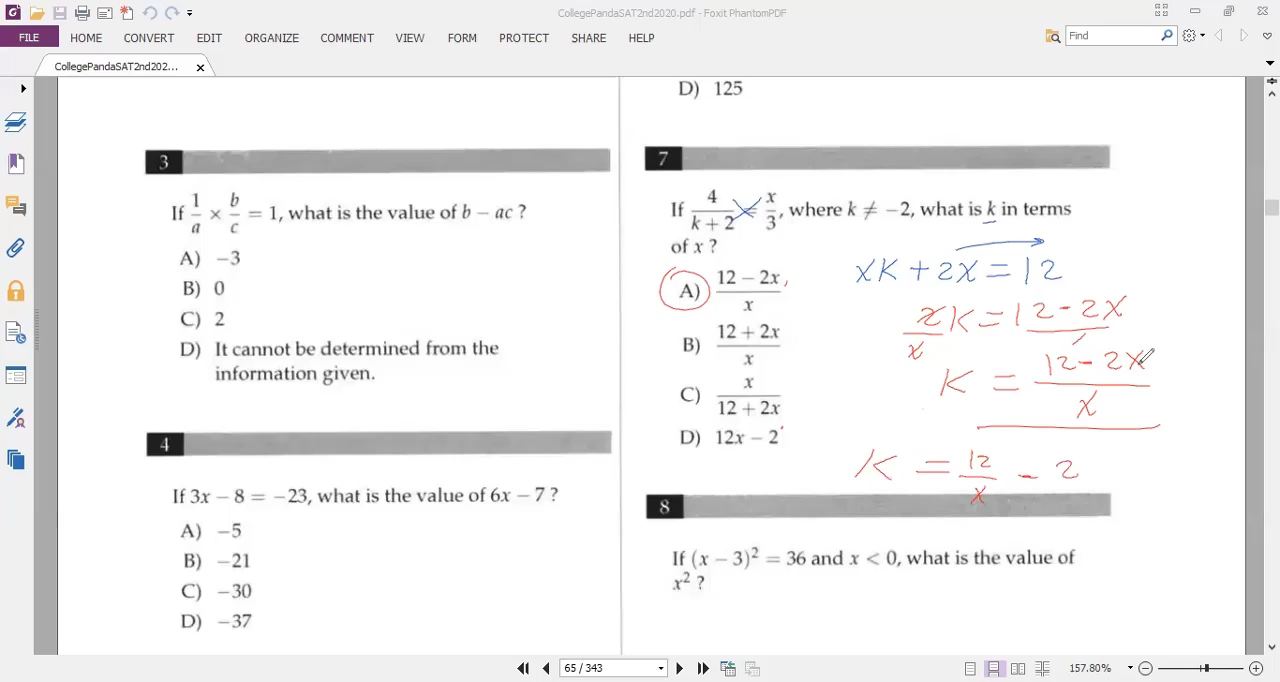 CollegePandaSAT2nd2020.pdf - Foxit PhantomPDF
FILE HOME CONVERT EDIT ORGANIZE COMMENT VIEW FORM PROTECT SHARE HELP
Find
CollegePandaSAT2nd202...
3
If 1/a × b/c = 1, what is the value of b − ac ?
A) −3
B) 0
C) 2
D) It cannot be determined from the
information given.
4
If 3x − 8 = −23, what is the value of 6x − 7 ?
A) −5
B) −21
C) −30
D) −37
D) 125
7
If 4/(k + 2) = x/3, where k ≠ −2, what is k in terms
of x ?
A) (12 − 2x)/x
B) (12 + 2x)/x
C) x/(12 + 2x)
D) 12x − 2
xK + 2x = 12
xK = 12 - 2x
x
K = (12 - 2x)/x
K = 12/x - 2
8
If (x − 3)² = 36 and x < 0, what is the value of
x² ?
65 / 343
157.80%